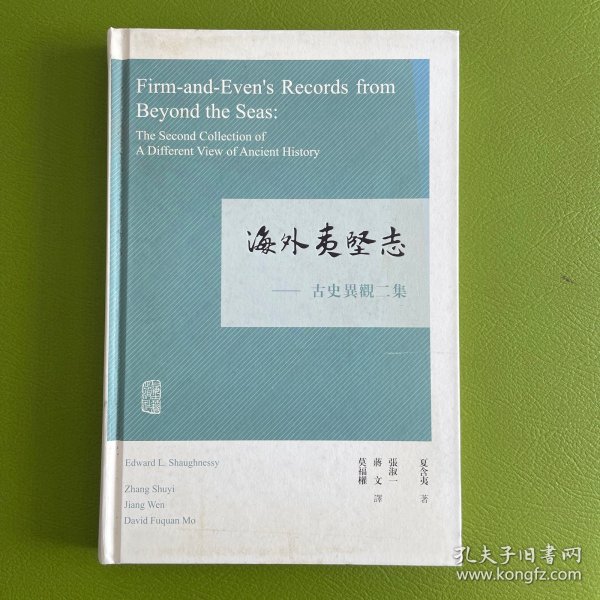 Firm-and-Even's Records from
Beyond the Seas:
The Second Collection of
A Different View of Ancient History
海外夷堅志
—— 古史異觀二集
Edward L. Shaughnessy
Zhang Shuyi
Jiang Wen
David Fuquan Mo
夏含夷 著
張淑一
蔣 文 譯
莫福權
孔夫子旧书网
www.kongfz.com